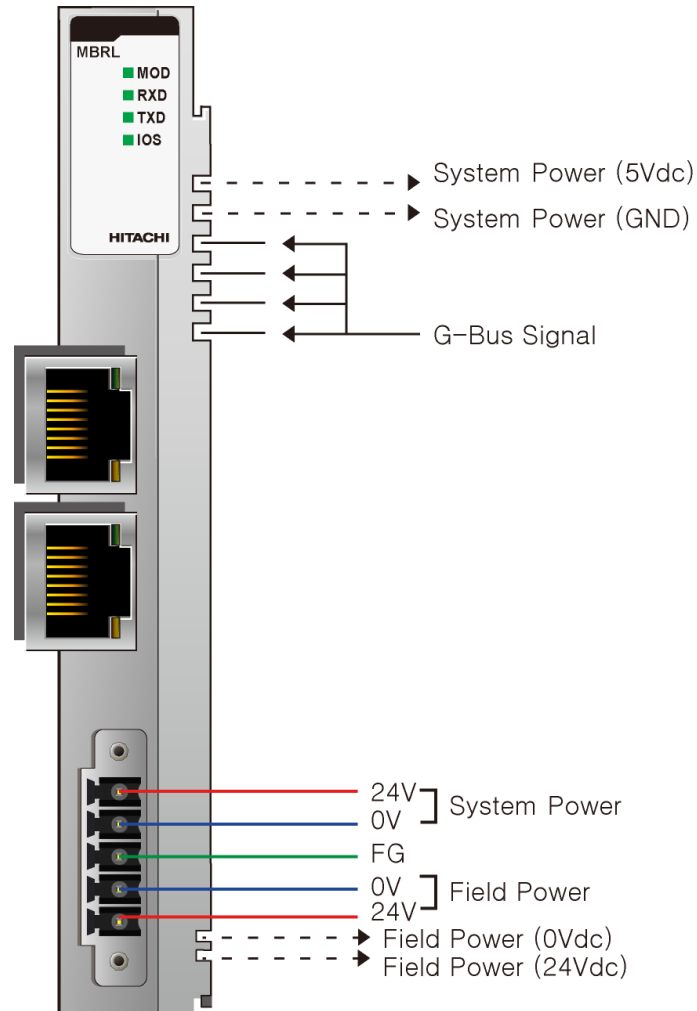 MBRL
MOD
RXD
TXD
IOS
HITACHI
System Power (5Vdc)
System Power (GND)
G-Bus Signal
24V
System Power
0V
FG
0V
Field Power
24V
Field Power (0Vdc)
Field Power (24Vdc)